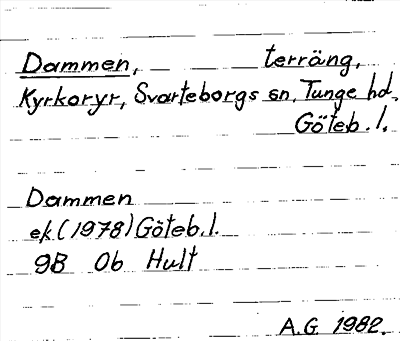 Dammen, terräng,
Kyrkoryr, Svarteborgs sn, Tunge hd.
Göteb. l.
Dammen
ek. (1978) Göteb. l.
9B 0b Hult
A.G. 1982.